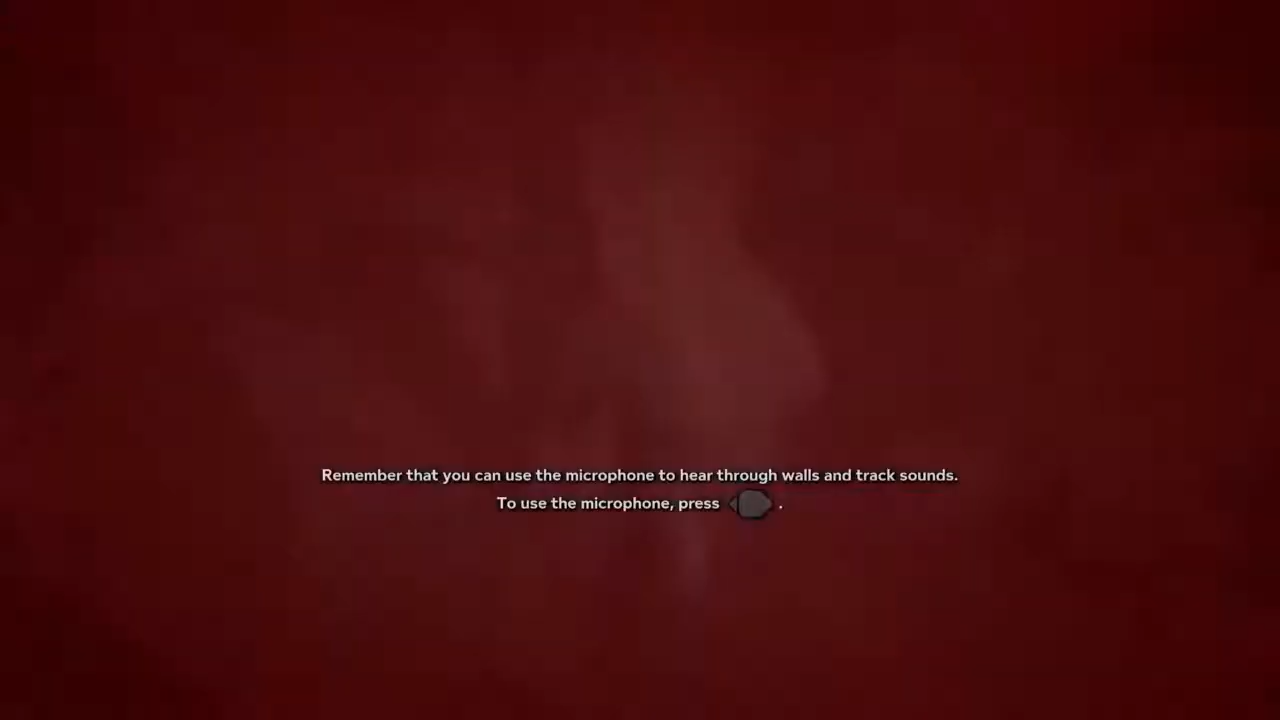 Remember that you can use the microphone to hear through walls and track sounds.
To use the microphone, press .